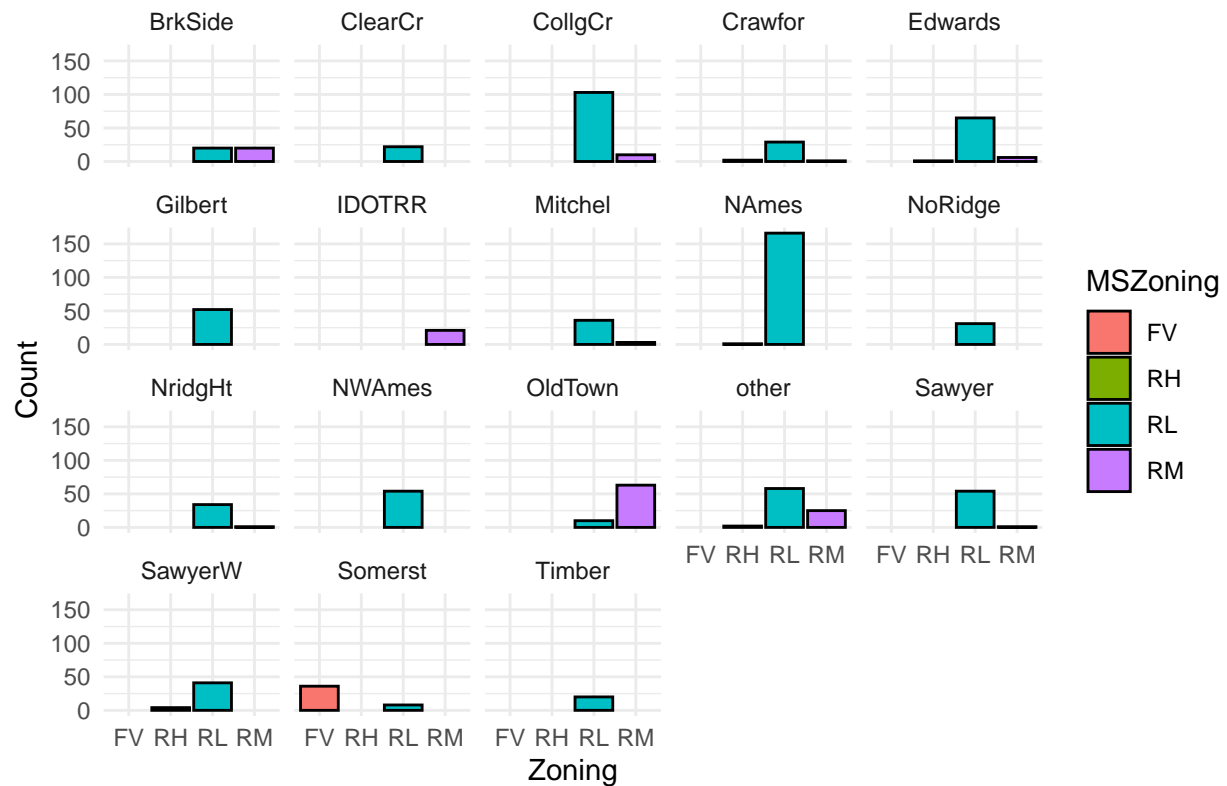 BrkSide ClearCr CollgCr Crawfor Edwards
150
100
50
0
Gilbert IDOTRR Mitchel NAmes NoRidge
150
100
50
0
NridgHt NWAmes OldTown other Sawyer
150
100
50
0
FV RH RL RM FV RH RL RM
SawyerW Somerst Timber
150
100
50
0
FV RH RL RM FV RH RL RM FV RH RL RM
Zoning
Count
MSZoning
FV
RH
RL
RM